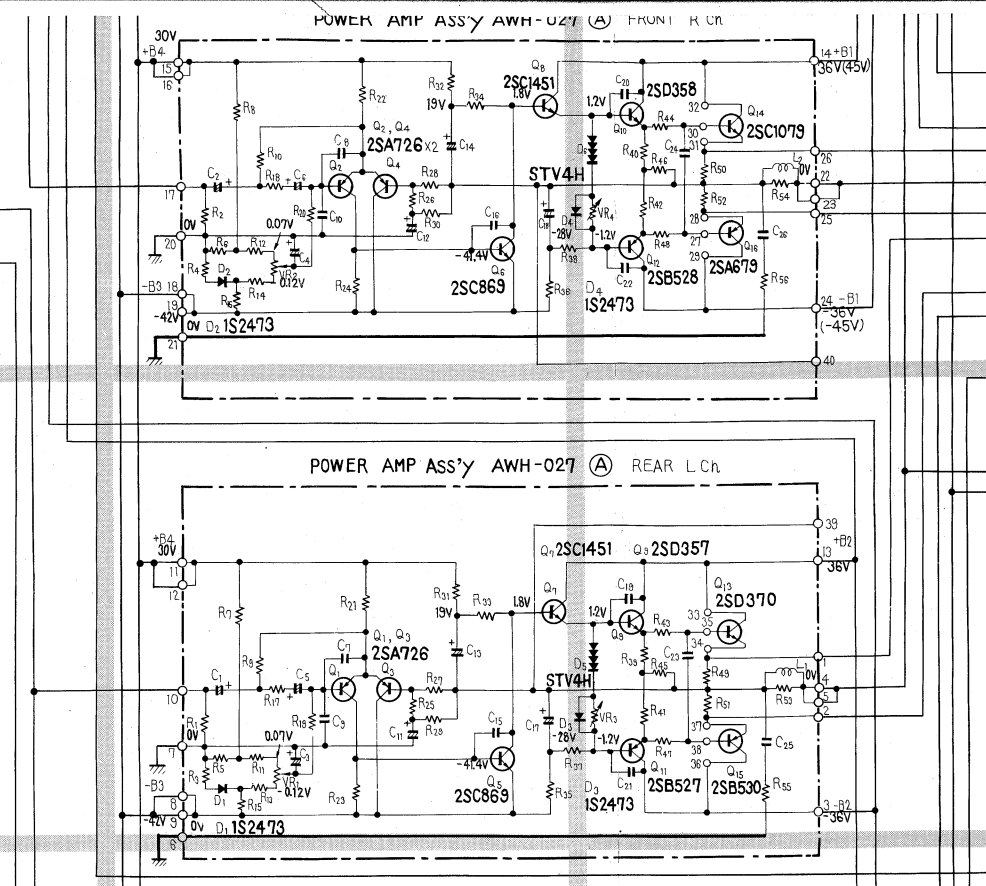 POWER AMP ASS'Y AWH-027 A FRONT R Ch
30V
+B4
15
16
R8
R22
R32
R34
19V
1.8V
Q8
2SC1451
C20
2SD358
1.2V
Q10
R44
32
Q14
2SC1079
14 +B1
36V(45V)
Q2, Q4
2SA726 x2
C8
R10
C14
D6
R40
C24
30
31
R46
R50
26
STV4H
C2 +
R18
+ C6
Q2
Q4
R28
R26
R30
17
R2
R20
C10
C12
0V
20
0.07V
R6
R12
C4
VR2
0.12V
R4
D2
R14
R16
C16
-41.4V
Q6
2SC869
C18
-28V
R38
R36
D4
VR4
-1.2V
R42
R48
R52
28
27
29
Q12
2SB528
C22
D4
1S2473
Q16
2SA679
L2
0V
R54
22
23
25
C26
R56
R24
-B3 18
19
-42V
0V
21
D2 1S2473
24 -B1
-36V
(-45V)
40
POWER AMP ASS'Y AWH-027 A REAR L Ch
39
+B2
13
36V
+B4
30V
11
12
R7
R21
R31
R33
19V
1.8V
Q7 2SC1451
Q7
Q9 2SD357
C19
1.2V
Q9
R43
Q13
2SD370
33
35
34
Q1, Q3
2SA726
C7
R9
C13
D5
R39
R45
C23
R49
1
STV4H
C1 +
R17
+ C5
Q1
Q3
R27
R25
R29
10
R1
0V
7
R19
C9
C11
0.07V
R5
R11
C3
VR1
-0.12V
R3
D1
R13
R15
C15
-41.4V
Q5
2SC869
C17
-28V
R37
R35
D3
VR3
-1.2V
R41
R47
R51
37
38
36
Q11
2SB527
C21
D3
1S2473
Q15
2SB530
L1
0V
R53
4
5
2
C25
R55
R23
-B3
8
-42V 9
0V
6
D1 1S2473
3 -B2
-36V